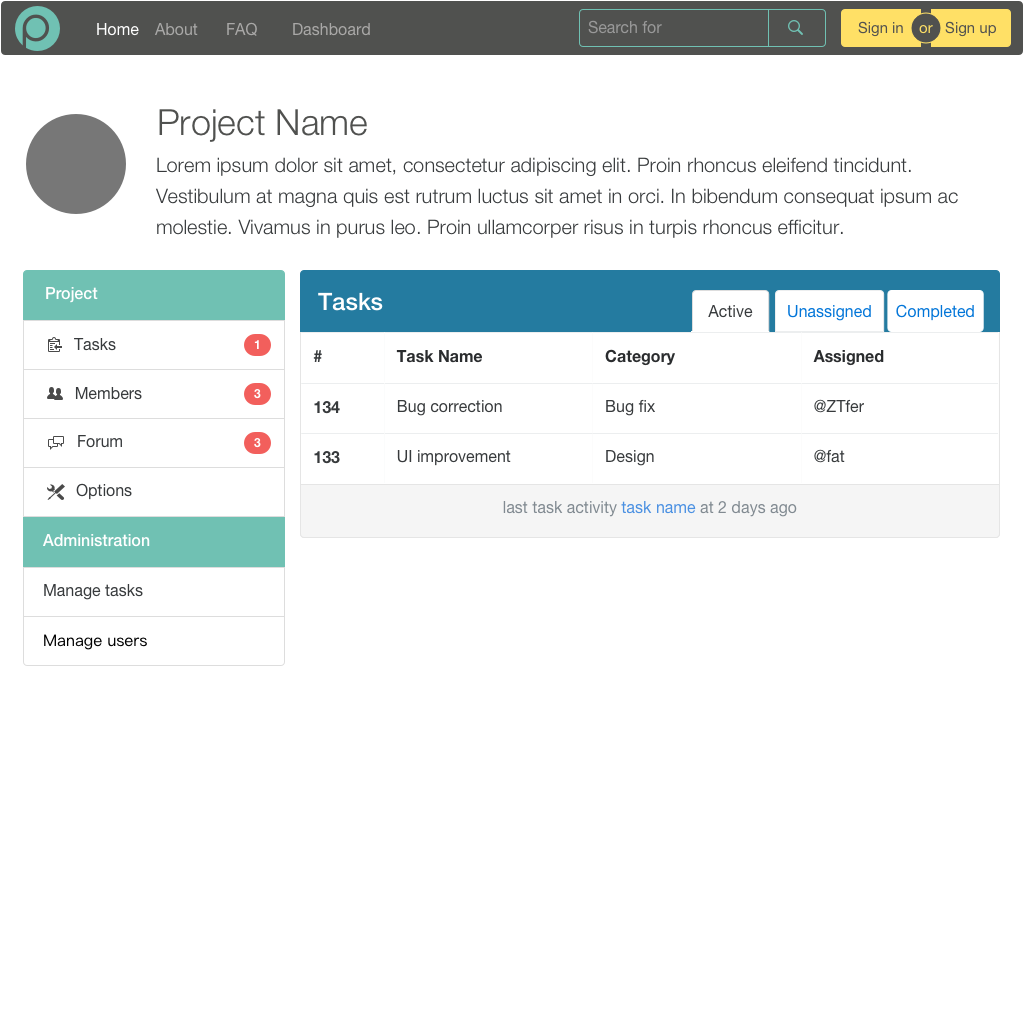 Home About FAQ Dashboard Search for Sign in or Sign up
Project Name
Lorem ipsum dolor sit amet, consectetur adipiscing elit. Proin rhoncus eleifend tincidunt.
Vestibulum at magna quis est rutrum luctus sit amet in orci. In bibendum consequat ipsum ac
molestie. Vivamus in purus leo. Proin ullamcorper risus in turpis rhoncus efficitur.
Project
Tasks 1
Members 3
Forum 3
Options
Administration
Manage tasks
Manage users
Tasks Active Unassigned Completed
# Task Name Category Assigned
134 Bug correction Bug fix @ZTfer
133 UI improvement Design @fat
last task activity task name at 2 days ago